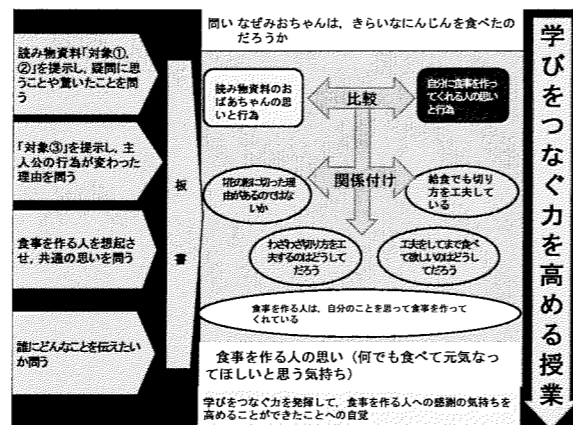 問い なぜみおちゃんは，きらいなにんじんを食べたの
だろうか
読み物資料「対象①，
②」を提示し，疑問に思
うことや驚いたことを問
う
「対象③」を提示し，主
人公の行為が変わった
理由を問う
食事を作る人を想起さ
せ，共通の思いを問う
誰にどんなことを伝えたい
か問う
板
書
読み物資料のお
ばあちゃんの思
いと行為
比較
自分に食事を作っ
てくれる人の思い
と行為
関係付け
に切った理
由があるのではな
いか
給食でも切り
方を工夫して
いる
わざわざ切り方を工
夫するのはどうして
だろう
工夫をしてまで食べ
て欲しいのはどうし
てだろう
食事を作る人は，自分のことを思って食事を作って
くれている
食事を作る人の思い（何でも食べて元気なっ
てほしいと思う気持ち）
学びをつなぐ力を発揮して，食事を作る人への感謝の気持ちを
高めることができたことへの自覚
学びをつなぐ力を高める授業